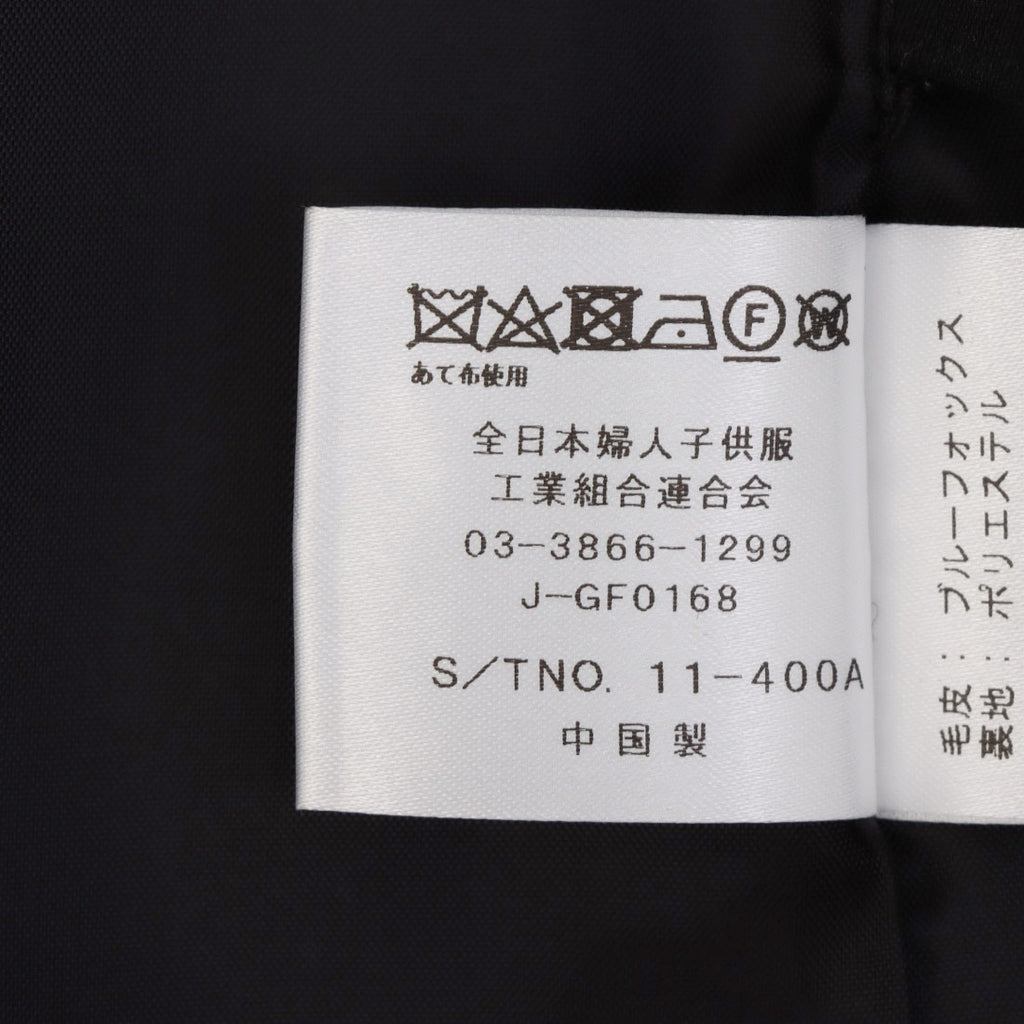 F W
あて布使用
全日本婦人子供服
工業組合連合会
03-3866-1299
J-GF0168
S/TNO. 11-400A
中国製
毛皮：ブルーフォックス
裏地：ポリエステル